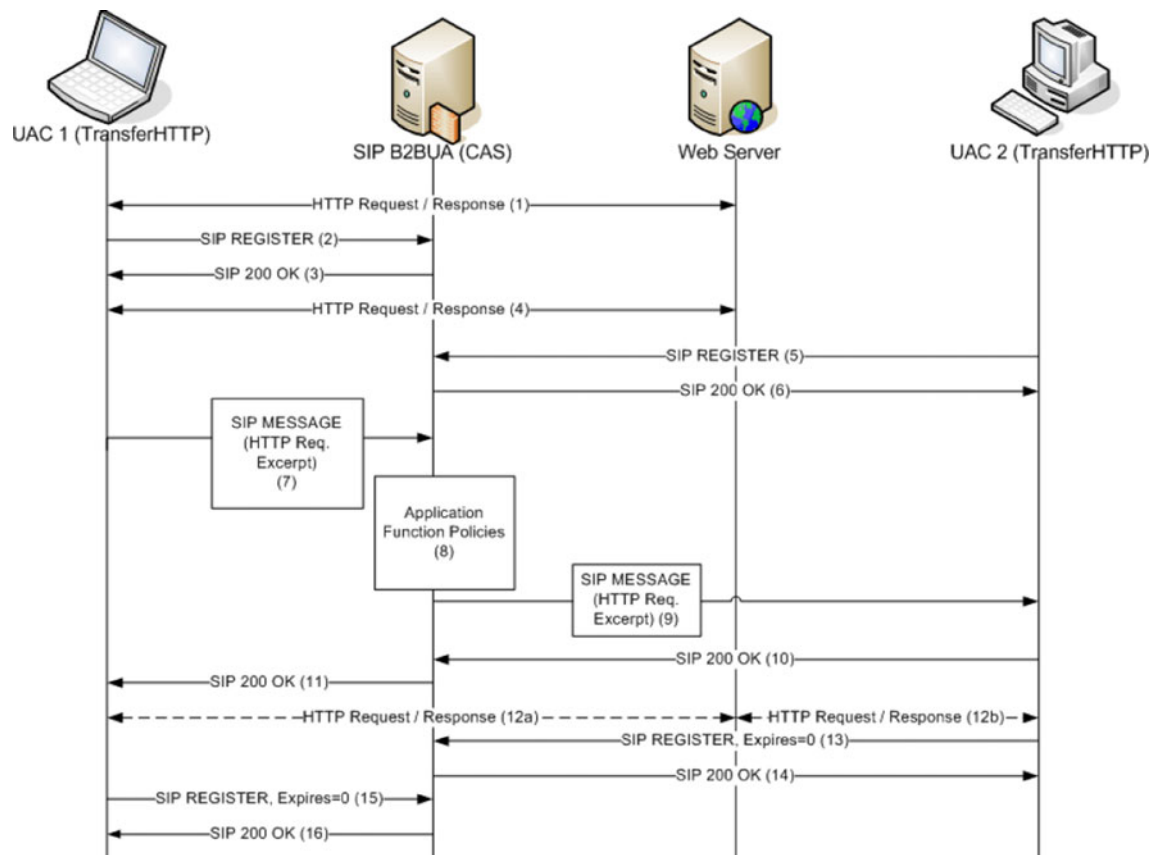 UAC 1 (TransferHTTP)
SIP B2BUA (CAS)
Web Server
UAC 2 (TransferHTTP)
HTTP Request / Response (1)
SIP REGISTER (2)
SIP 200 OK (3)
HTTP Request / Response (4)
SIP REGISTER (5)
SIP 200 OK (6)
SIP MESSAGE
(HTTP Req.
Excerpt)
(7)
Application
Function Policies
(8)
SIP MESSAGE
(HTTP Req.
Excerpt) (9)
SIP 200 OK (10)
SIP 200 OK (11)
HTTP Request / Response (12a)
HTTP Request / Response (12b)
SIP REGISTER, Expires=0 (13)
SIP 200 OK (14)
SIP REGISTER, Expires=0 (15)
SIP 200 OK (16)